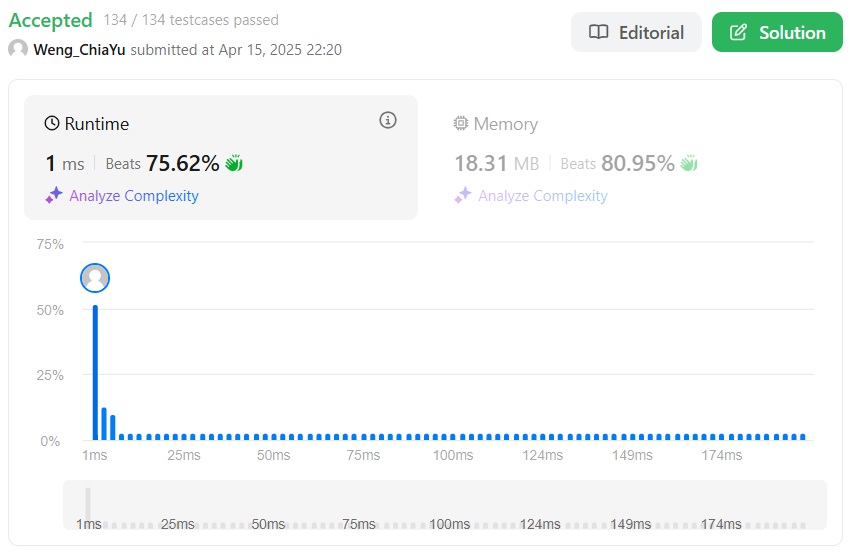 Accepted 134 / 134 testcases passed
Weng_ChiaYu submitted at Apr 15, 2025 22:20
Editorial
Solution
Runtime
1 ms | Beats 75.62%
Analyze Complexity
Memory
18.31 MB | Beats 80.95%
Analyze Complexity
75%
50%
25%
0%
1ms 25ms 50ms 75ms 100ms 124ms 149ms 174ms
1ms 25ms 50ms 75ms 100ms 124ms 149ms 174ms